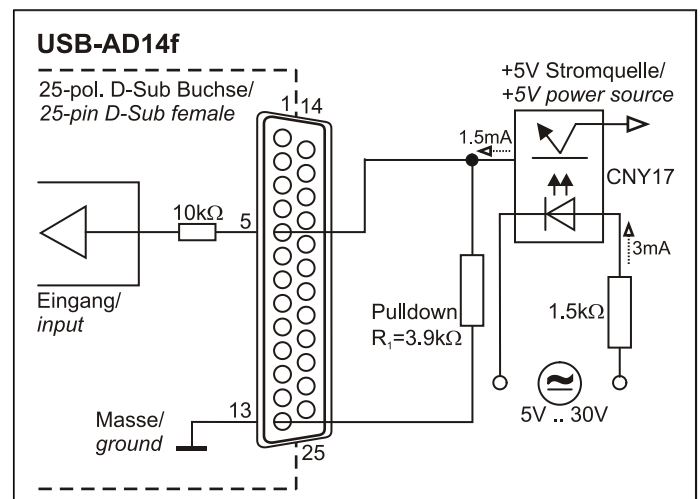 USB-AD14f
25-pol. D-Sub Buchse/
25-pin D-Sub female
1 14
+5V Stromquelle/
+5V power source
1.5mA
CNY17
10kΩ
5
3mA
Eingang/
input
Pulldown
R₁=3.9kΩ
1.5kΩ
Masse/
ground
13
25
5V .. 30V